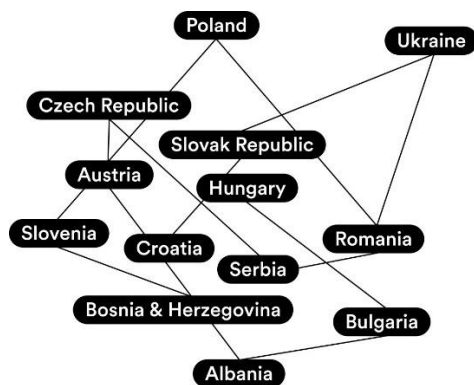 Poland
Ukraine
Czech Republic
Slovak Republic
Austria
Hungary
Slovenia
Croatia
Romania
Serbia
Bosnia & Herzegovina
Bulgaria
Albania